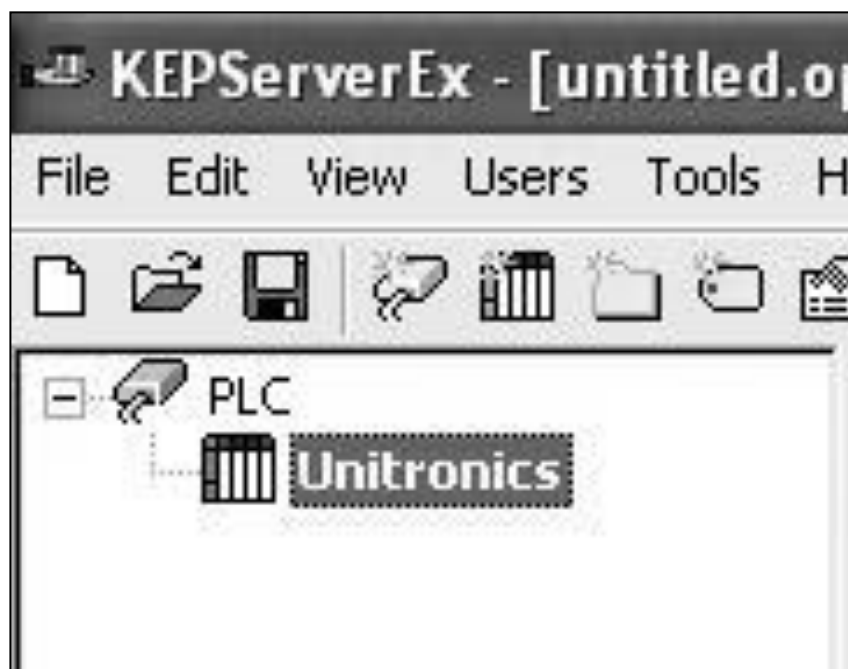 KEPServerEx - [untitled.op
File Edit View Users Tools H
PLC
Unitronics